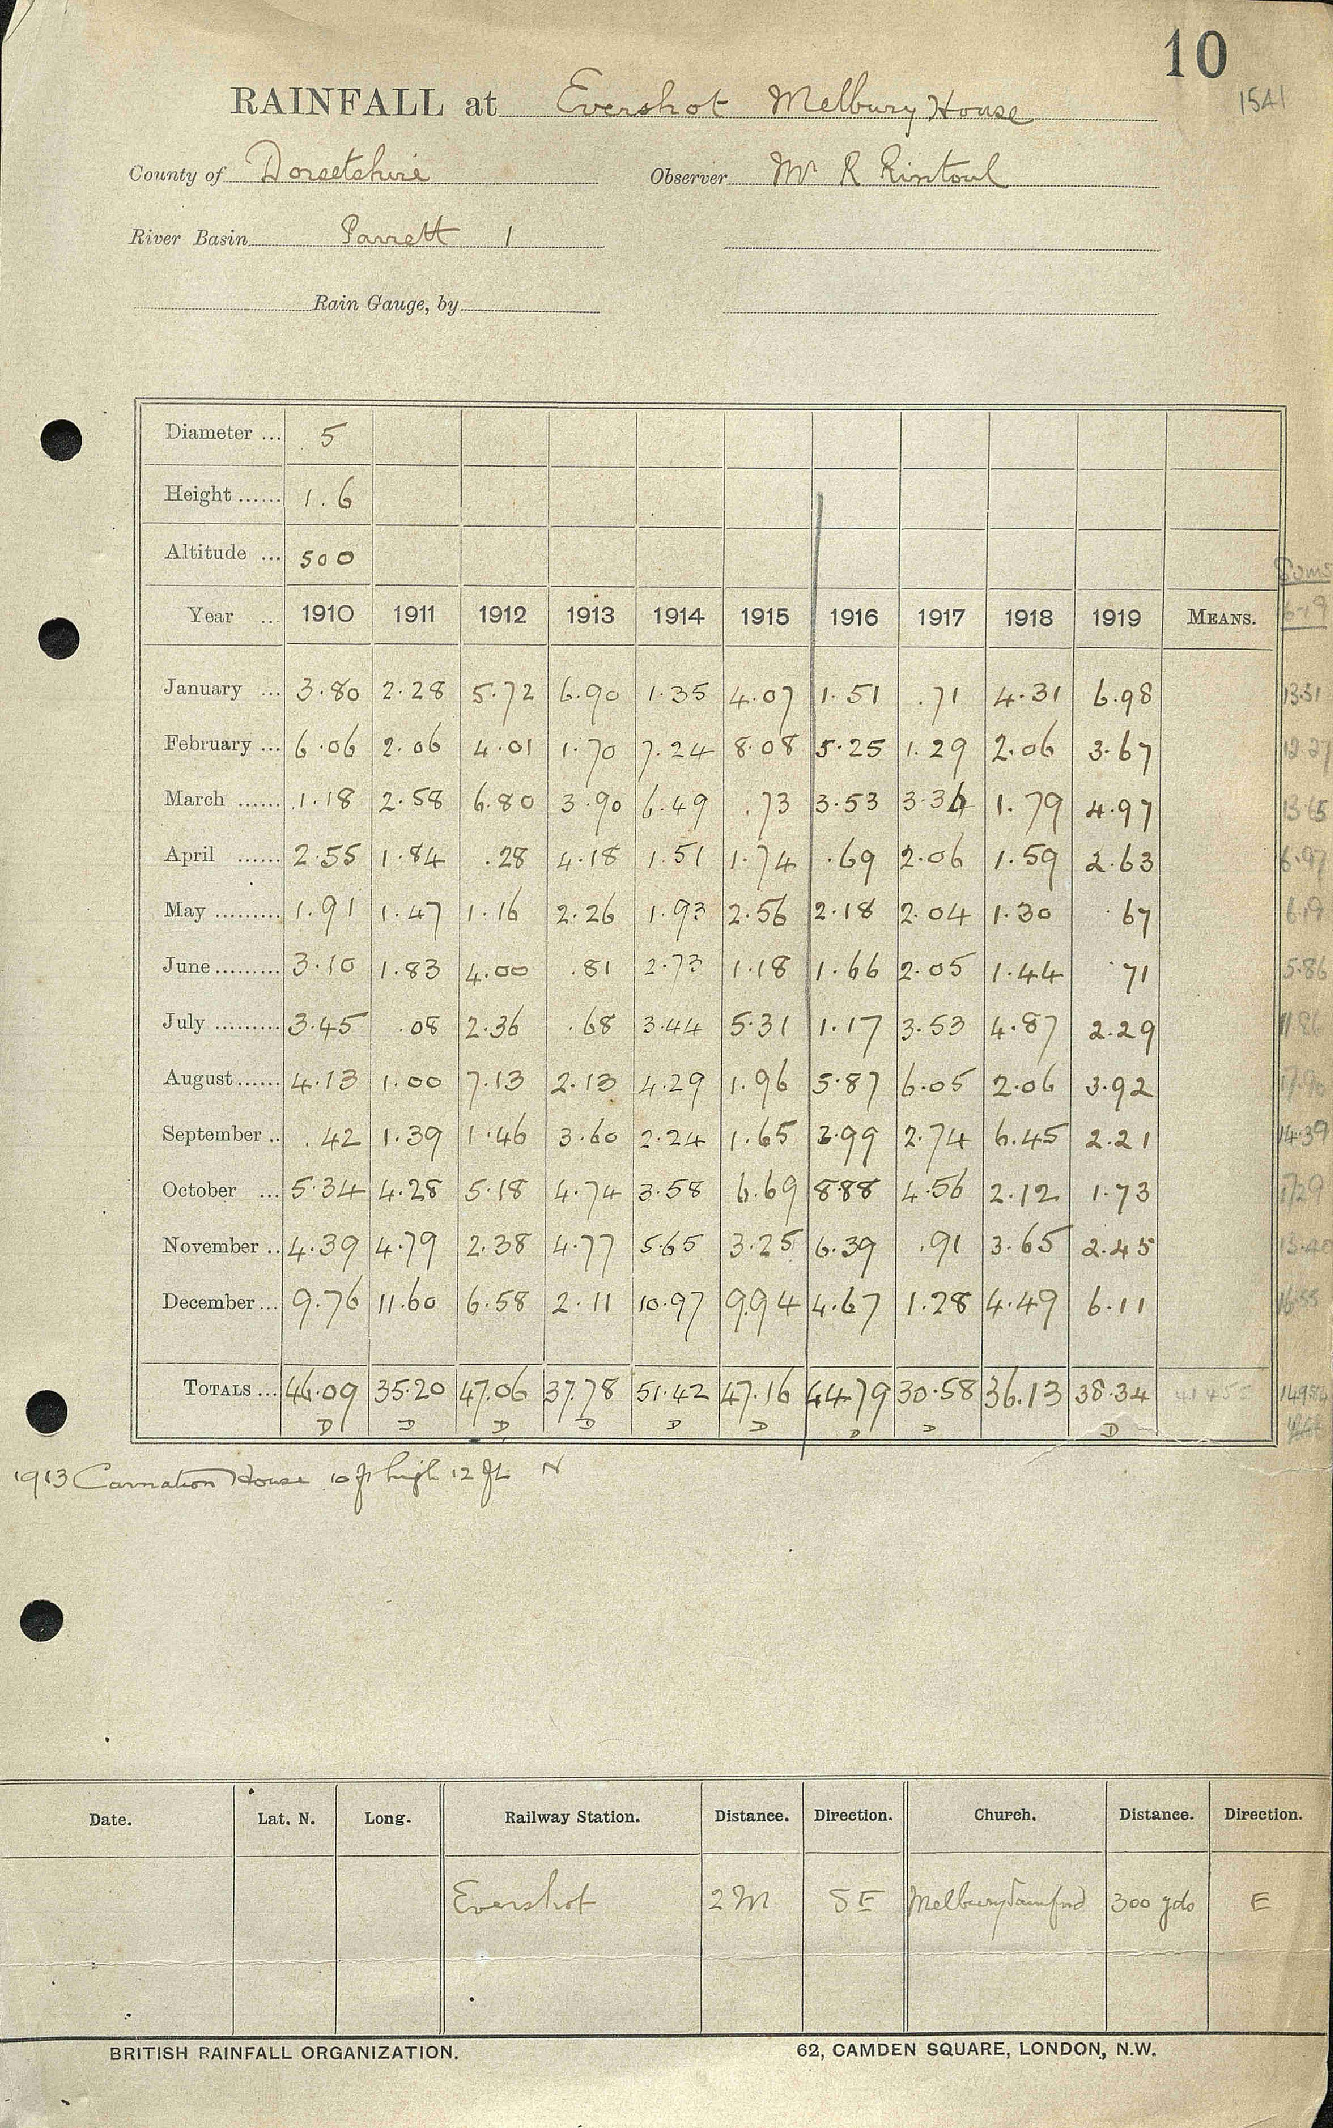 10
1541
RAINFALL at Evershot Melbury House
County of Dorsetshire Observer Mr R Rintoul
River Basin Parrett 1
Rain Gauge, by
Diameter ... 5
Height ...... 1.6
Altitude ... 500
Year ... 1910 1911 1912 1913 1914 1915 1916 1917 1918 1919 MEANS.
January ... 3.80 2.28 5.72 6.90 1.35 4.07 1.51 .71 4.31 6.98 13.51
February ... 6.06 2.06 4.01 1.70 7.24 8.08 5.25 1.29 2.06 3.67 12.27
March ...... 1.18 2.58 6.80 3.90 6.49 .73 3.53 3.36 1.79 4.97 13.65
April ...... 2.55 1.84 .28 4.18 1.51 1.74 .69 2.06 1.59 2.63 6.97
May ......... 1.91 1.47 1.16 2.26 1.93 2.56 2.18 2.04 1.30 .67 6.19
June ......... 3.10 1.83 4.00 .81 2.73 1.18 1.66 2.05 1.44 .71 5.86
July ......... 3.45 .08 2.36 .68 3.44 5.31 1.17 3.53 4.87 2.29 11.86
August ...... 4.13 1.00 7.13 2.13 4.29 1.96 5.87 6.05 2.06 3.92 17.90
September .. .42 1.39 1.46 3.60 2.24 1.65 2.99 2.74 6.45 2.21 14.39
October ... 5.34 4.28 5.18 4.74 3.58 6.69 8.88 4.56 2.12 1.73 17.29
November .. 4.39 4.79 2.38 4.77 5.65 3.25 6.39 .91 3.65 2.45 13.40
December ... 9.76 11.60 6.58 2.11 10.97 9.94 4.67 1.28 4.49 6.11 16.55
TOTALS ... 46.09 35.20 47.06 37.78 51.42 47.16 44.79 30.58 36.13 38.34 41.455 149.84
D D D D D D D D D
1913 Carnation House 10 ft high 12 ft N
Date. Lat. N. Long. Railway Station. Distance. Direction. Church. Distance. Direction.
Evershot 2 M SE Melbury Samford 300 yds E
BRITISH RAINFALL ORGANIZATION. 62, CAMDEN SQUARE, LONDON, N.W.